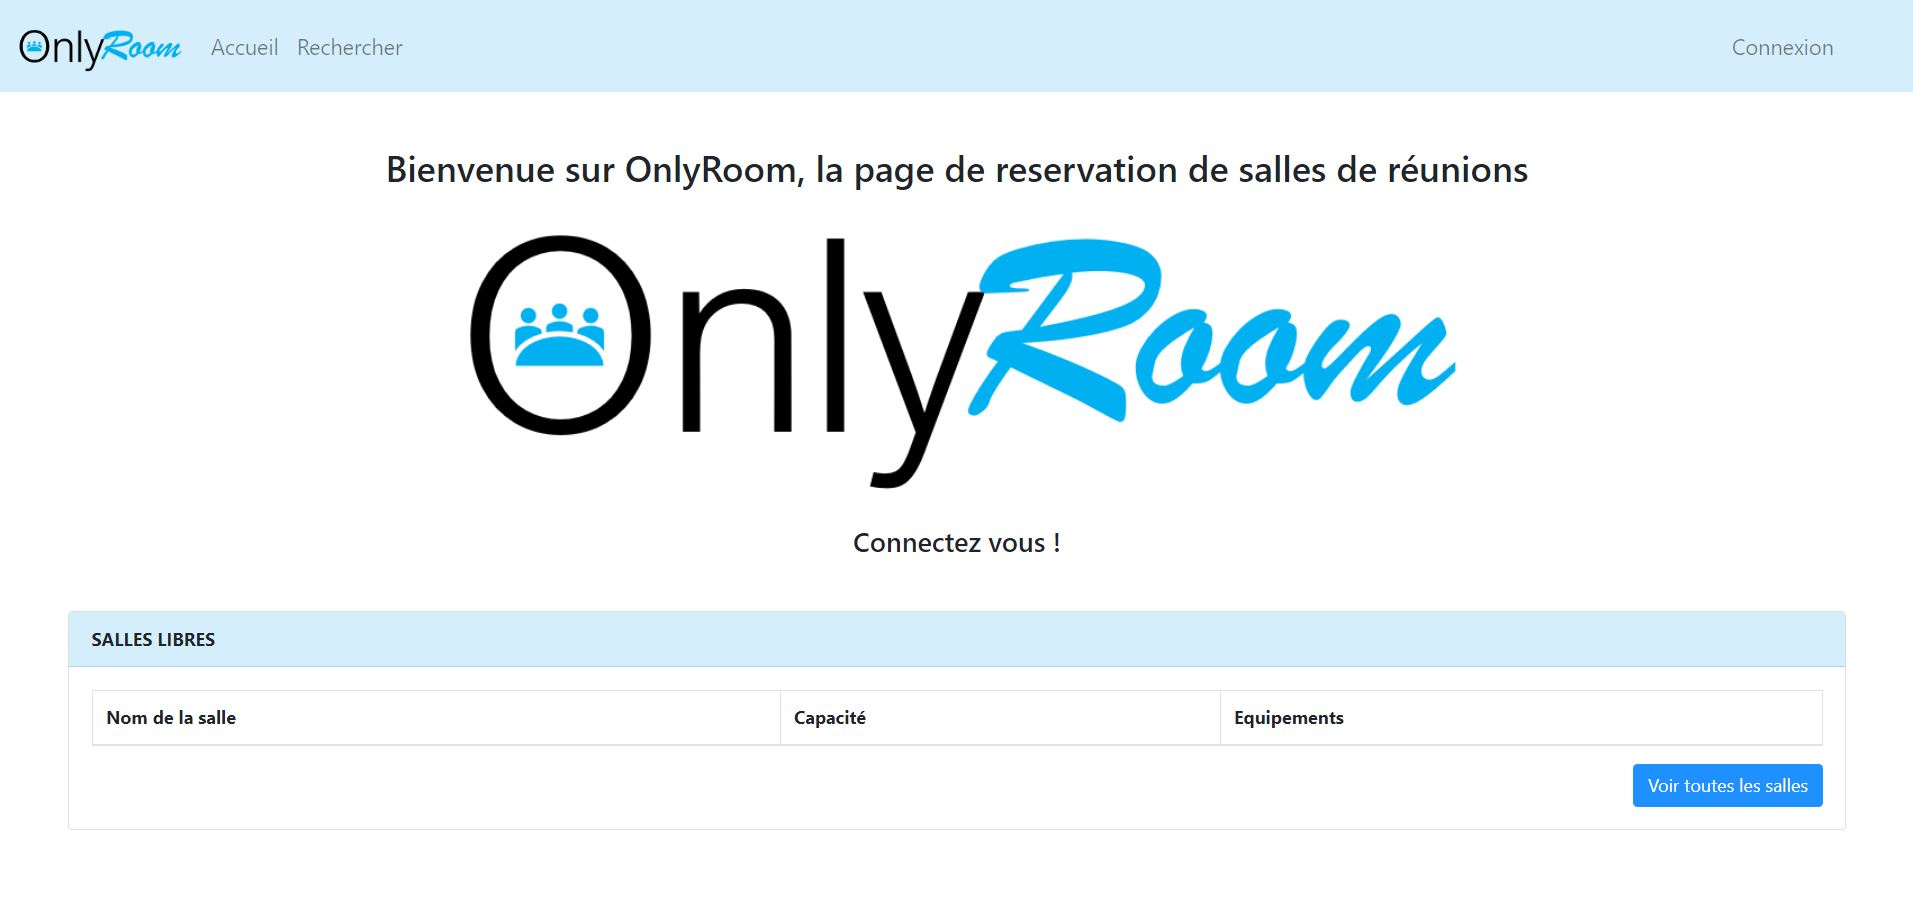 OnlyRoom Accueil Rechercher Connexion
Bienvenue sur OnlyRoom, la page de reservation de salles de réunions
OnlyRoom
Connectez vous !
SALLES LIBRES
Nom de la salle Capacité Equipements
Voir toutes les salles